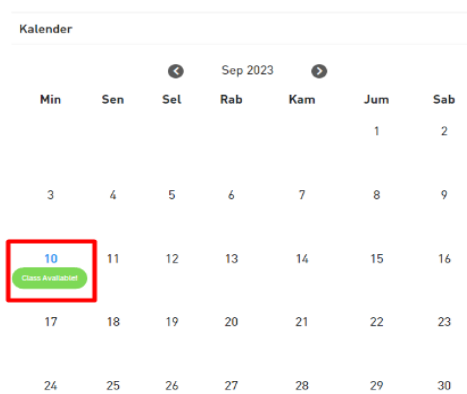 Kalender
Sep 2023
Min Sen Sel Rab Kam Jum Sab
1 2
3 4 5 6 7 8 9
10 11 12 13 14 15 16
Class Available!
17 18 19 20 21 22 23
24 25 26 27 28 29 30